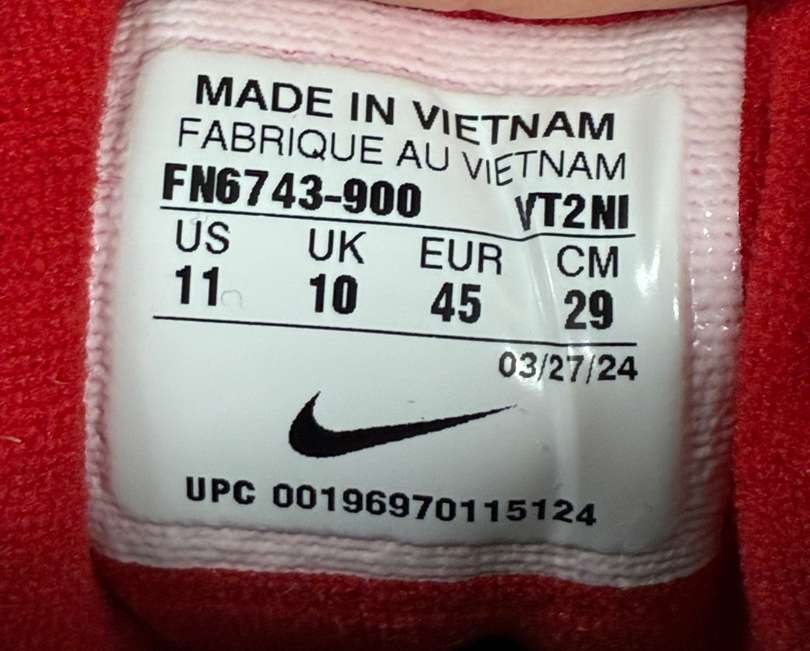 MADE IN VIETNAM
FABRIQUE AU VIETNAM
FN6743-900 VT2NI
US UK EUR CM
11 10 45 29
03/27/24
UPC 00196970115124